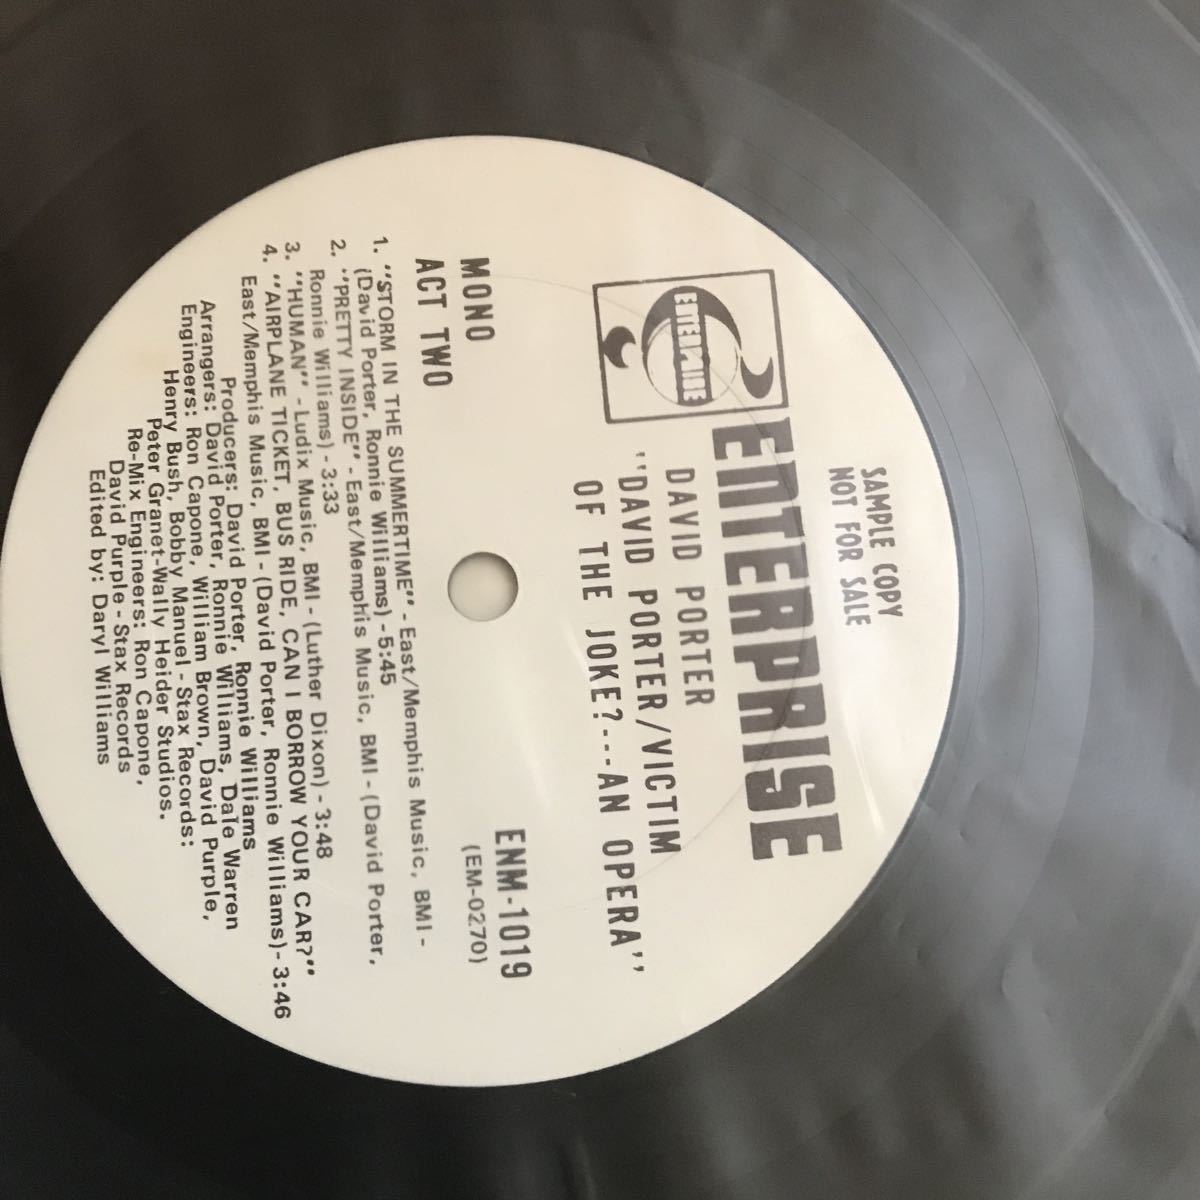 SAMPLE COPY
NOT FOR SALE
ENTERPRISE
ENTERPRISE
DAVID PORTER
"DAVID PORTER/VICTIM
OF THE JOKE?---AN OPERA"
MONO
ACT TWO
ENM-1019
(EM-0270)
1. "STORM IN THE SUMMERTIME" - East/Memphis Music, BMI -
(David Porter, Ronnie Williams) - 5:45
2. "PRETTY INSIDE" - East/Memphis Music, BMI - (David Porter,
Ronnie Williams) - 3:33
3. "HUMAN" - Ludix Music, BMI - (Luther Dixon) - 3:48
4. "AIRPLANE TICKET, BUS RIDE, CAN I BORROW YOUR CAR?"
East/Memphis Music, BMI - (David Porter, Ronnie Williams) - 3:46
Producers: David Porter, Ronnie Williams
Arrangers: David Porter, Ronnie Williams, Dale Warren
Engineers: Ron Capone, William Brown, David Purple,
Henry Bush, Bobby Manuel - Stax Records:
Peter Granet-Wally Heider Studios.
Re-Mix Engineers: Ron Capone,
David Purple - Stax Records
Edited by: Daryl Williams